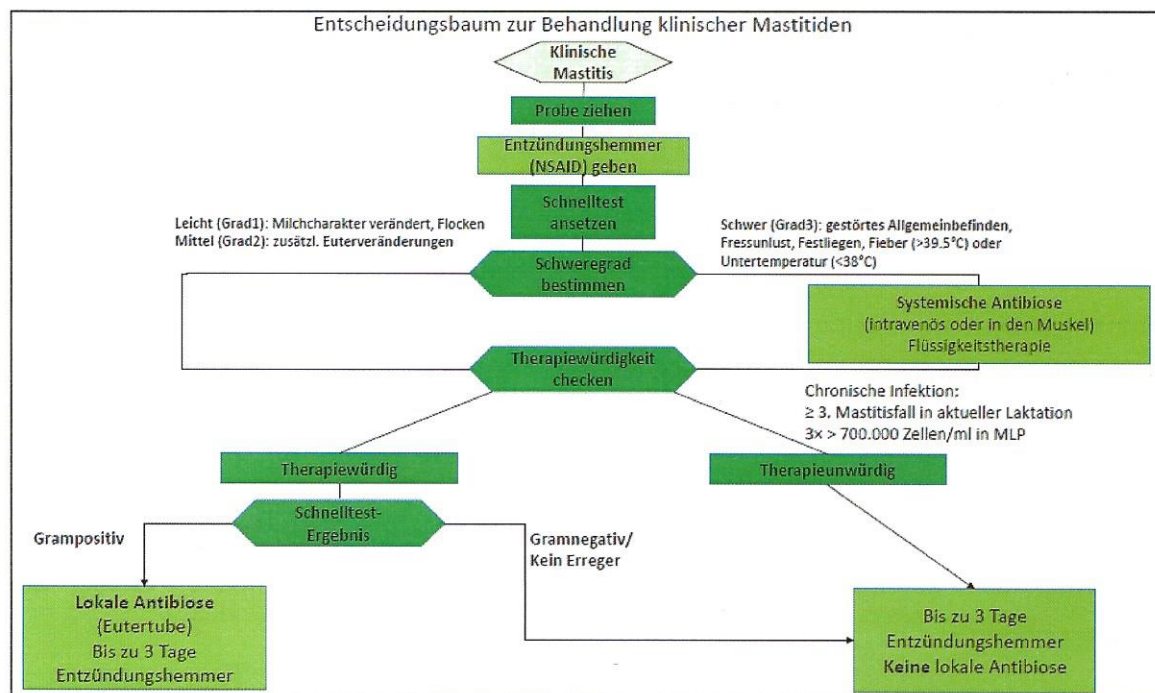 Entscheidungsbaum zur Behandlung klinischer Mastitiden
Klinische
Mastitis
Probe ziehen
Entzündungshemmer
(NSAID) geben
Schnelltest
ansetzen
Leicht (Grad1): Milchcharakter verändert, Flocken
Mittel (Grad2): zusätzl. Euterveränderungen
Schwer (Grad3): gestörtes Allgemeinbefinden,
Fressunlust, Festliegen, Fieber (>39.5°C) oder
Untertemperatur (<38°C)
Schweregrad
bestimmen
Systemische Antibiose
(intravenös oder in den Muskel)
Flüssigkeitstherapie
Therapiewürdigkeit
checken
Chronische Infektion:
≥ 3. Mastitisfall in aktueller Laktation
3x > 700.000 Zellen/ml in MLP
Therapiewürdig
Therapieunwürdig
Schnelltest-
Ergebnis
Grampositiv
Gramnegativ/
Kein Erreger
Lokale Antibiose
(Eutertube)
Bis zu 3 Tage
Entzündungshemmer
Bis zu 3 Tage
Entzündungshemmer
Keine lokale Antibiose